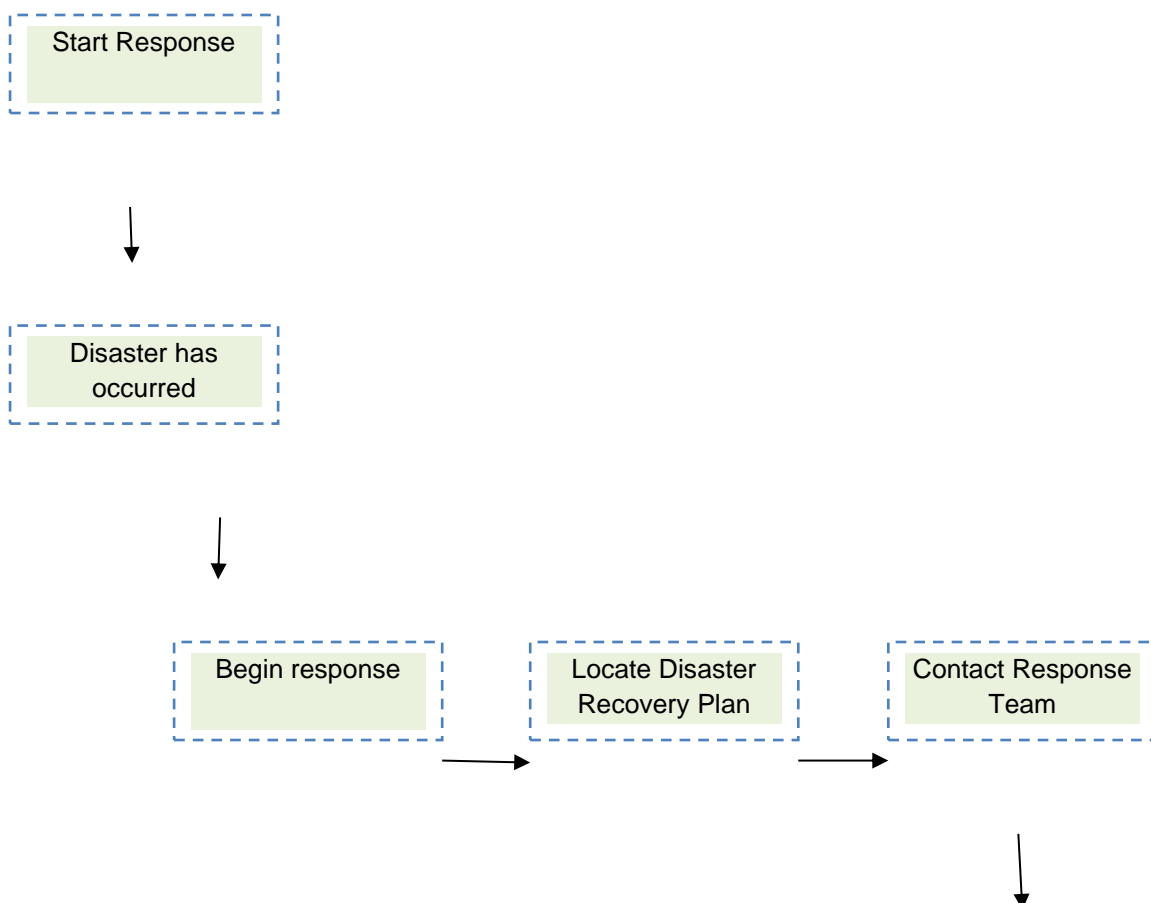 Start Response
Disaster has
occurred
Begin response
Locate Disaster
Recovery Plan
Contact Response
Team